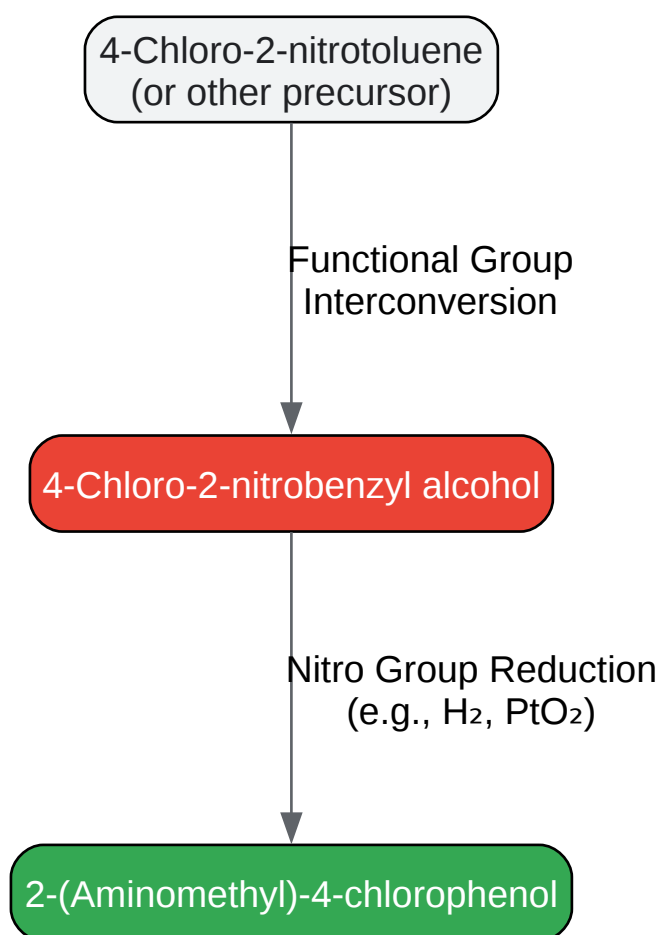 4-Chloro-2-nitrotoluene
(or other precursor)
Functional Group
Interconversion
4-Chloro-2-nitrobenzyl alcohol
Nitro Group Reduction
(e.g., H₂, PtO₂)
2-(Aminomethyl)-4-chlorophenol